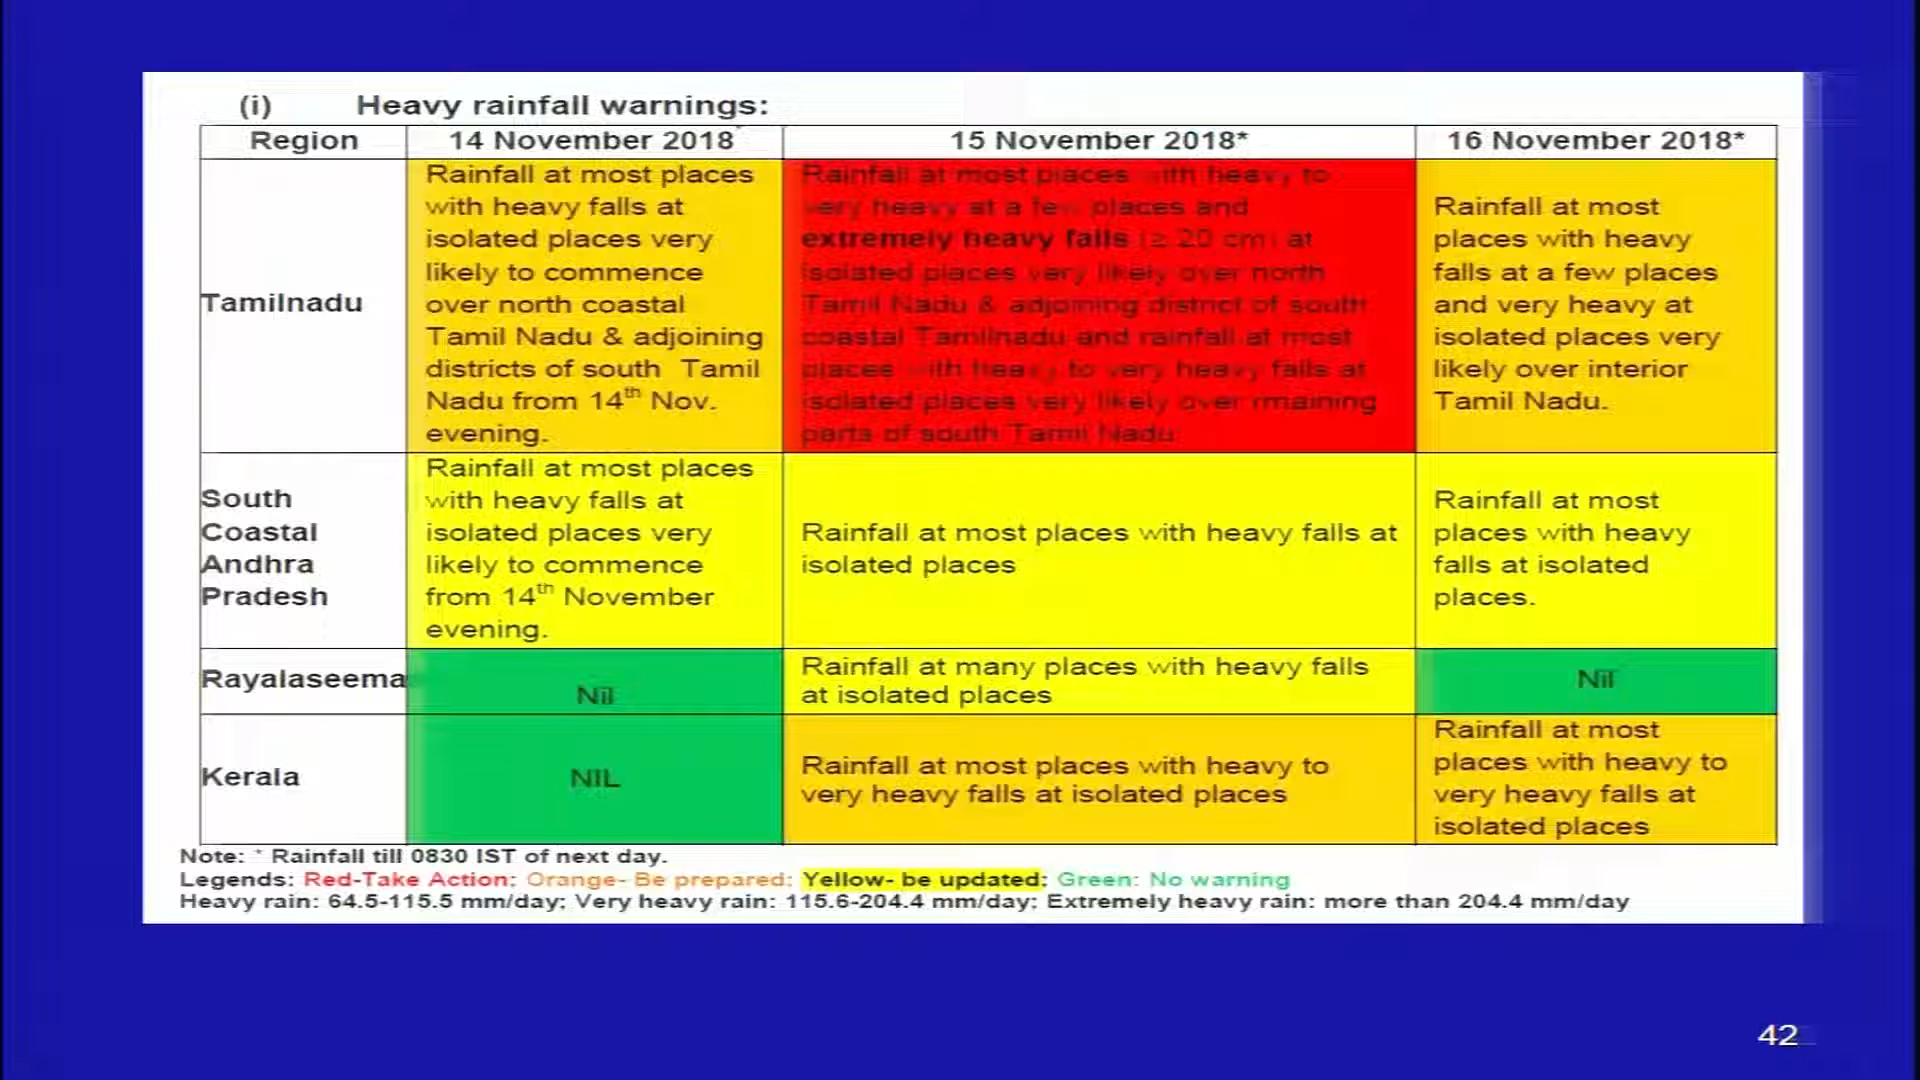 (i) Heavy rainfall warnings:
Region 14 November 2018 15 November 2018* 16 November 2018*
Tamilnadu
Rainfall at most places
with heavy falls at
isolated places very
likely to commence
over north coastal
Tamil Nadu & adjoining
districts of south Tamil
Nadu from 14th Nov.
evening.
Rainfall at most places with heavy to
very heavy at a few places and
extremely heavy falls (≥ 20 cm) at
isolated places very likely over north
Tamil Nadu & adjoining district of south
coastal Tamilnadu and rainfall at most
places with heavy to very heavy falls at
isolated places very likely over rmaining
parts of south Tamil Nadu
Rainfall at most
places with heavy
falls at a few places
and very heavy at
isolated places very
likely over interior
Tamil Nadu.
South
Coastal
Andhra
Pradesh
Rainfall at most places
with heavy falls at
isolated places very
likely to commence
from 14th November
evening.
Rainfall at most places with heavy falls at
isolated places
Rainfall at most
places with heavy
falls at isolated
places.
Rayalaseema
Nil
Rainfall at many places with heavy falls
at isolated places
Nil
Kerala
NIL
Rainfall at most places with heavy to
very heavy falls at isolated places
Rainfall at most
places with heavy to
very heavy falls at
isolated places
Note: * Rainfall till 0830 IST of next day.
Legends: Red-Take Action; Orange- Be prepared; Yellow- be updated; Green: No warning
Heavy rain: 64.5-115.5 mm/day; Very heavy rain: 115.6-204.4 mm/day; Extremely heavy rain: more than 204.4 mm/day
42